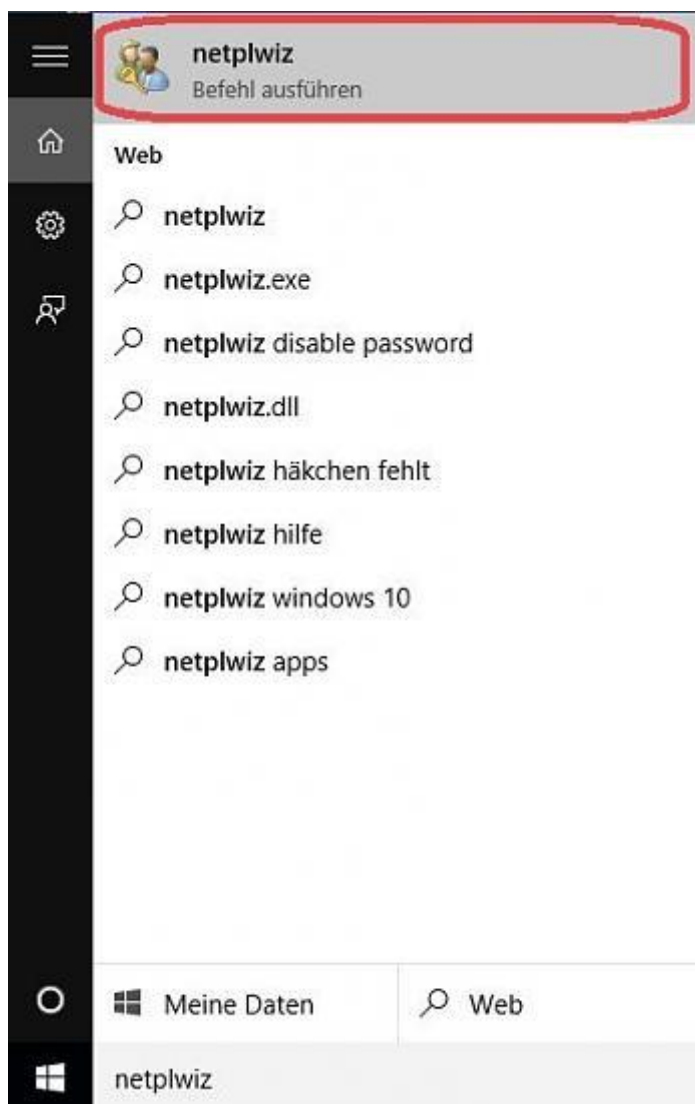 netplwiz
Befehl ausführen
Web
netplwiz
netplwiz.exe
netplwiz disable password
netplwiz.dll
netplwiz häkchen fehlt
netplwiz hilfe
netplwiz windows 10
netplwiz apps
Meine Daten
Web
netplwiz